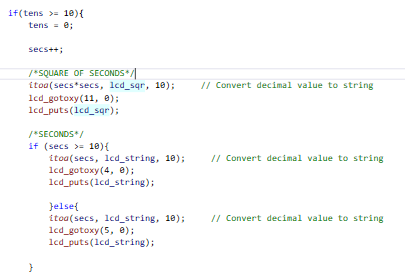 if(tens >= 10){
tens = 0;
secs++;
/*SQUARE OF SECONDS*/
itoa(secs*secs, lcd_sqr, 10); // Convert decimal value to string
lcd_gotoxy(11, 0);
lcd_puts(lcd_sqr);
/*SECONDS*/
if (secs >= 10){
itoa(secs, lcd_string, 10); // Convert decimal value to string
lcd_gotoxy(4, 0);
lcd_puts(lcd_string);
}else{
itoa(secs, lcd_string, 10); // Convert decimal value to string
lcd_gotoxy(5, 0);
lcd_puts(lcd_string);
}